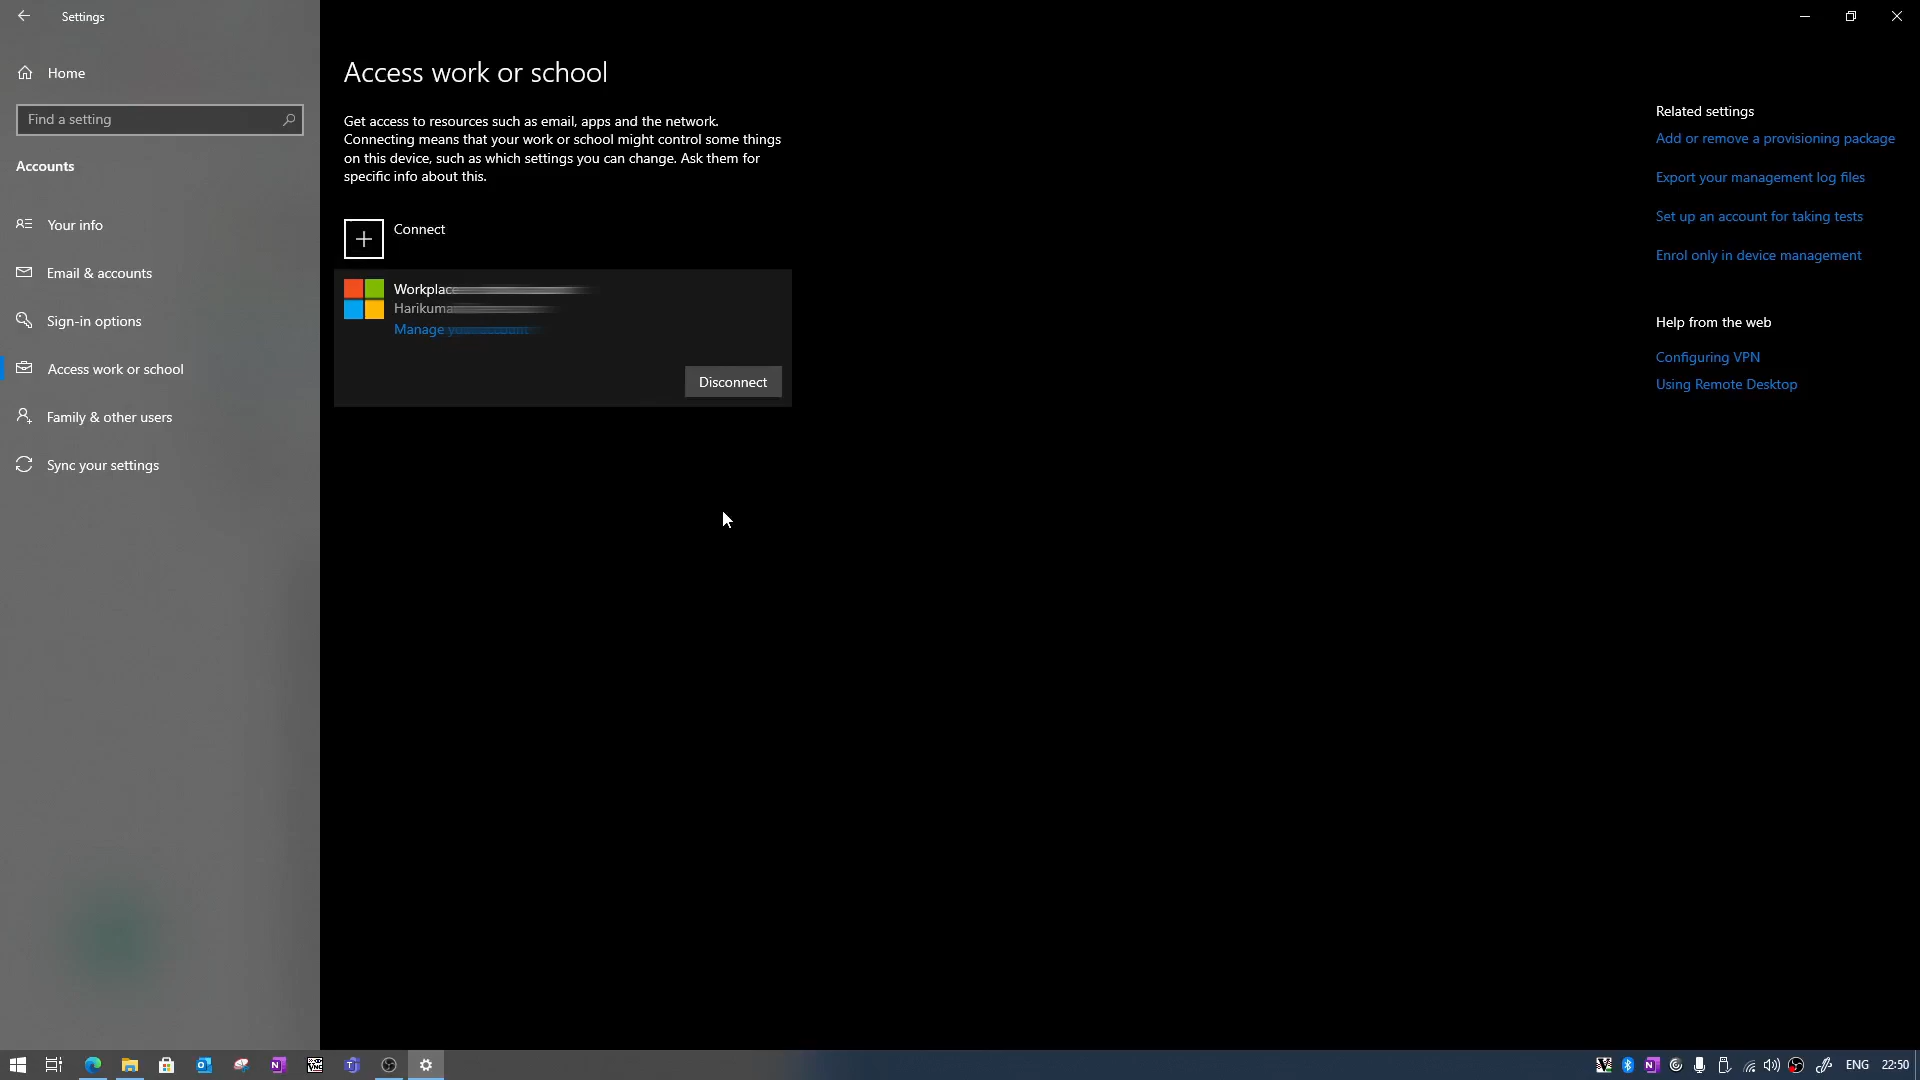 Settings
Home
Find a setting
Accounts
Your info
Email & accounts
Sign-in options
Access work or school
Family & other users
Sync your settings
Access work or school
Get access to resources such as email, apps and the network.
Connecting means that your work or school might control some things
on this device, such as which settings you can change. Ask them for
specific info about this.
Connect
Manage
Disconnect
Related settings
Add or remove a provisioning package
Export your management log files
Set up an account for taking tests
Enrol only in device management
Help from the web
Configuring VPN
Using Remote Desktop
ENG
22:50